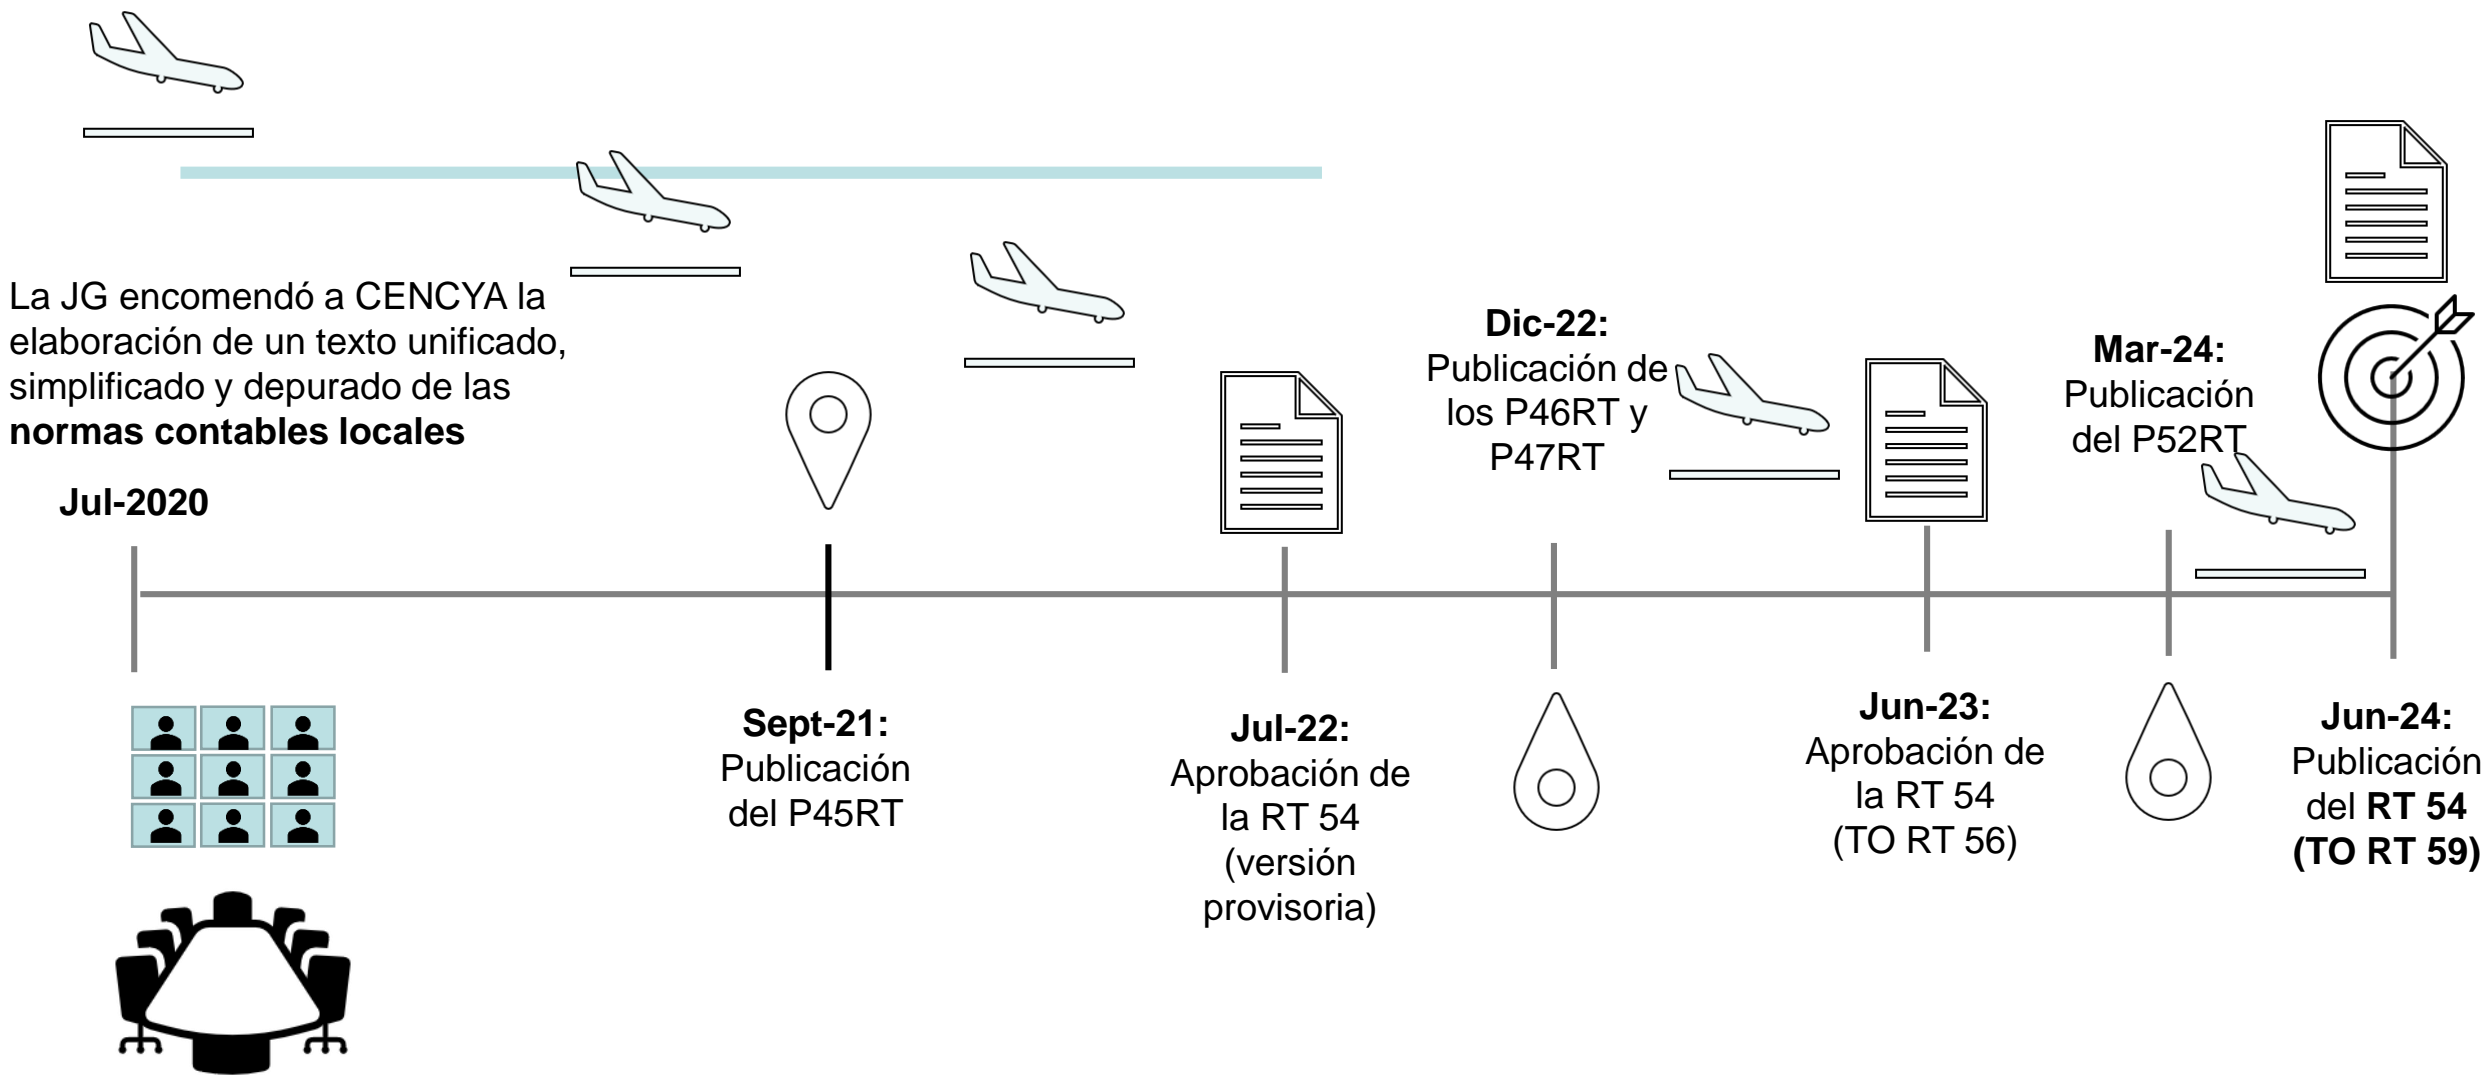 La JG encomendó a CENCYA la
elaboración de un texto unificado,
simplificado y depurado de las
normas contables locales
Jul-2020
Sept-21:
Publicación
del P45RT
Jul-22:
Aprobación de
la RT 54
(versión
provisoria)
Dic-22:
Publicación de
los P46RT y
P47RT
Jun-23:
Aprobación de
la RT 54
(TO RT 56)
Mar-24:
Publicación
del P52RT
Jun-24:
Publicación
del RT 54
(TO RT 59)